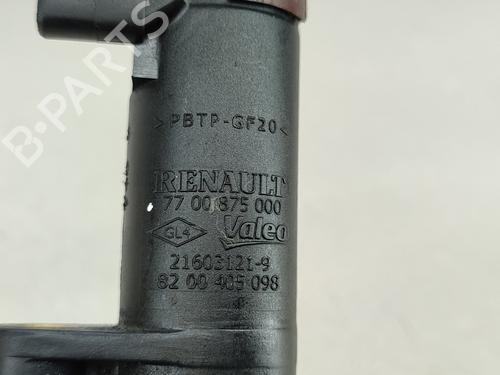 B-PARTS
>PBTP-GF20<
RENAULT
77 00 875 000
GL4 Valeo
21603121-9
82 00 405 098